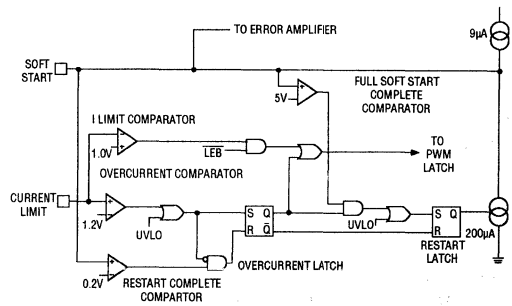 TO ERROR AMPLIFIER
9µA
SOFT
START
5V
FULL SOFT START
COMPLETE
COMPARATOR
I LIMIT COMPARATOR
1.0V
LEB
TO
PWM
LATCH
OVERCURRENT COMPARATOR
CURRENT
LIMIT
1.2V
UVLO
S Q
R Q̅
UVLO
S Q
R
200µA
RESTART
LATCH
OVERCURRENT LATCH
0.2V
RESTART COMPLETE
COMPARTOR